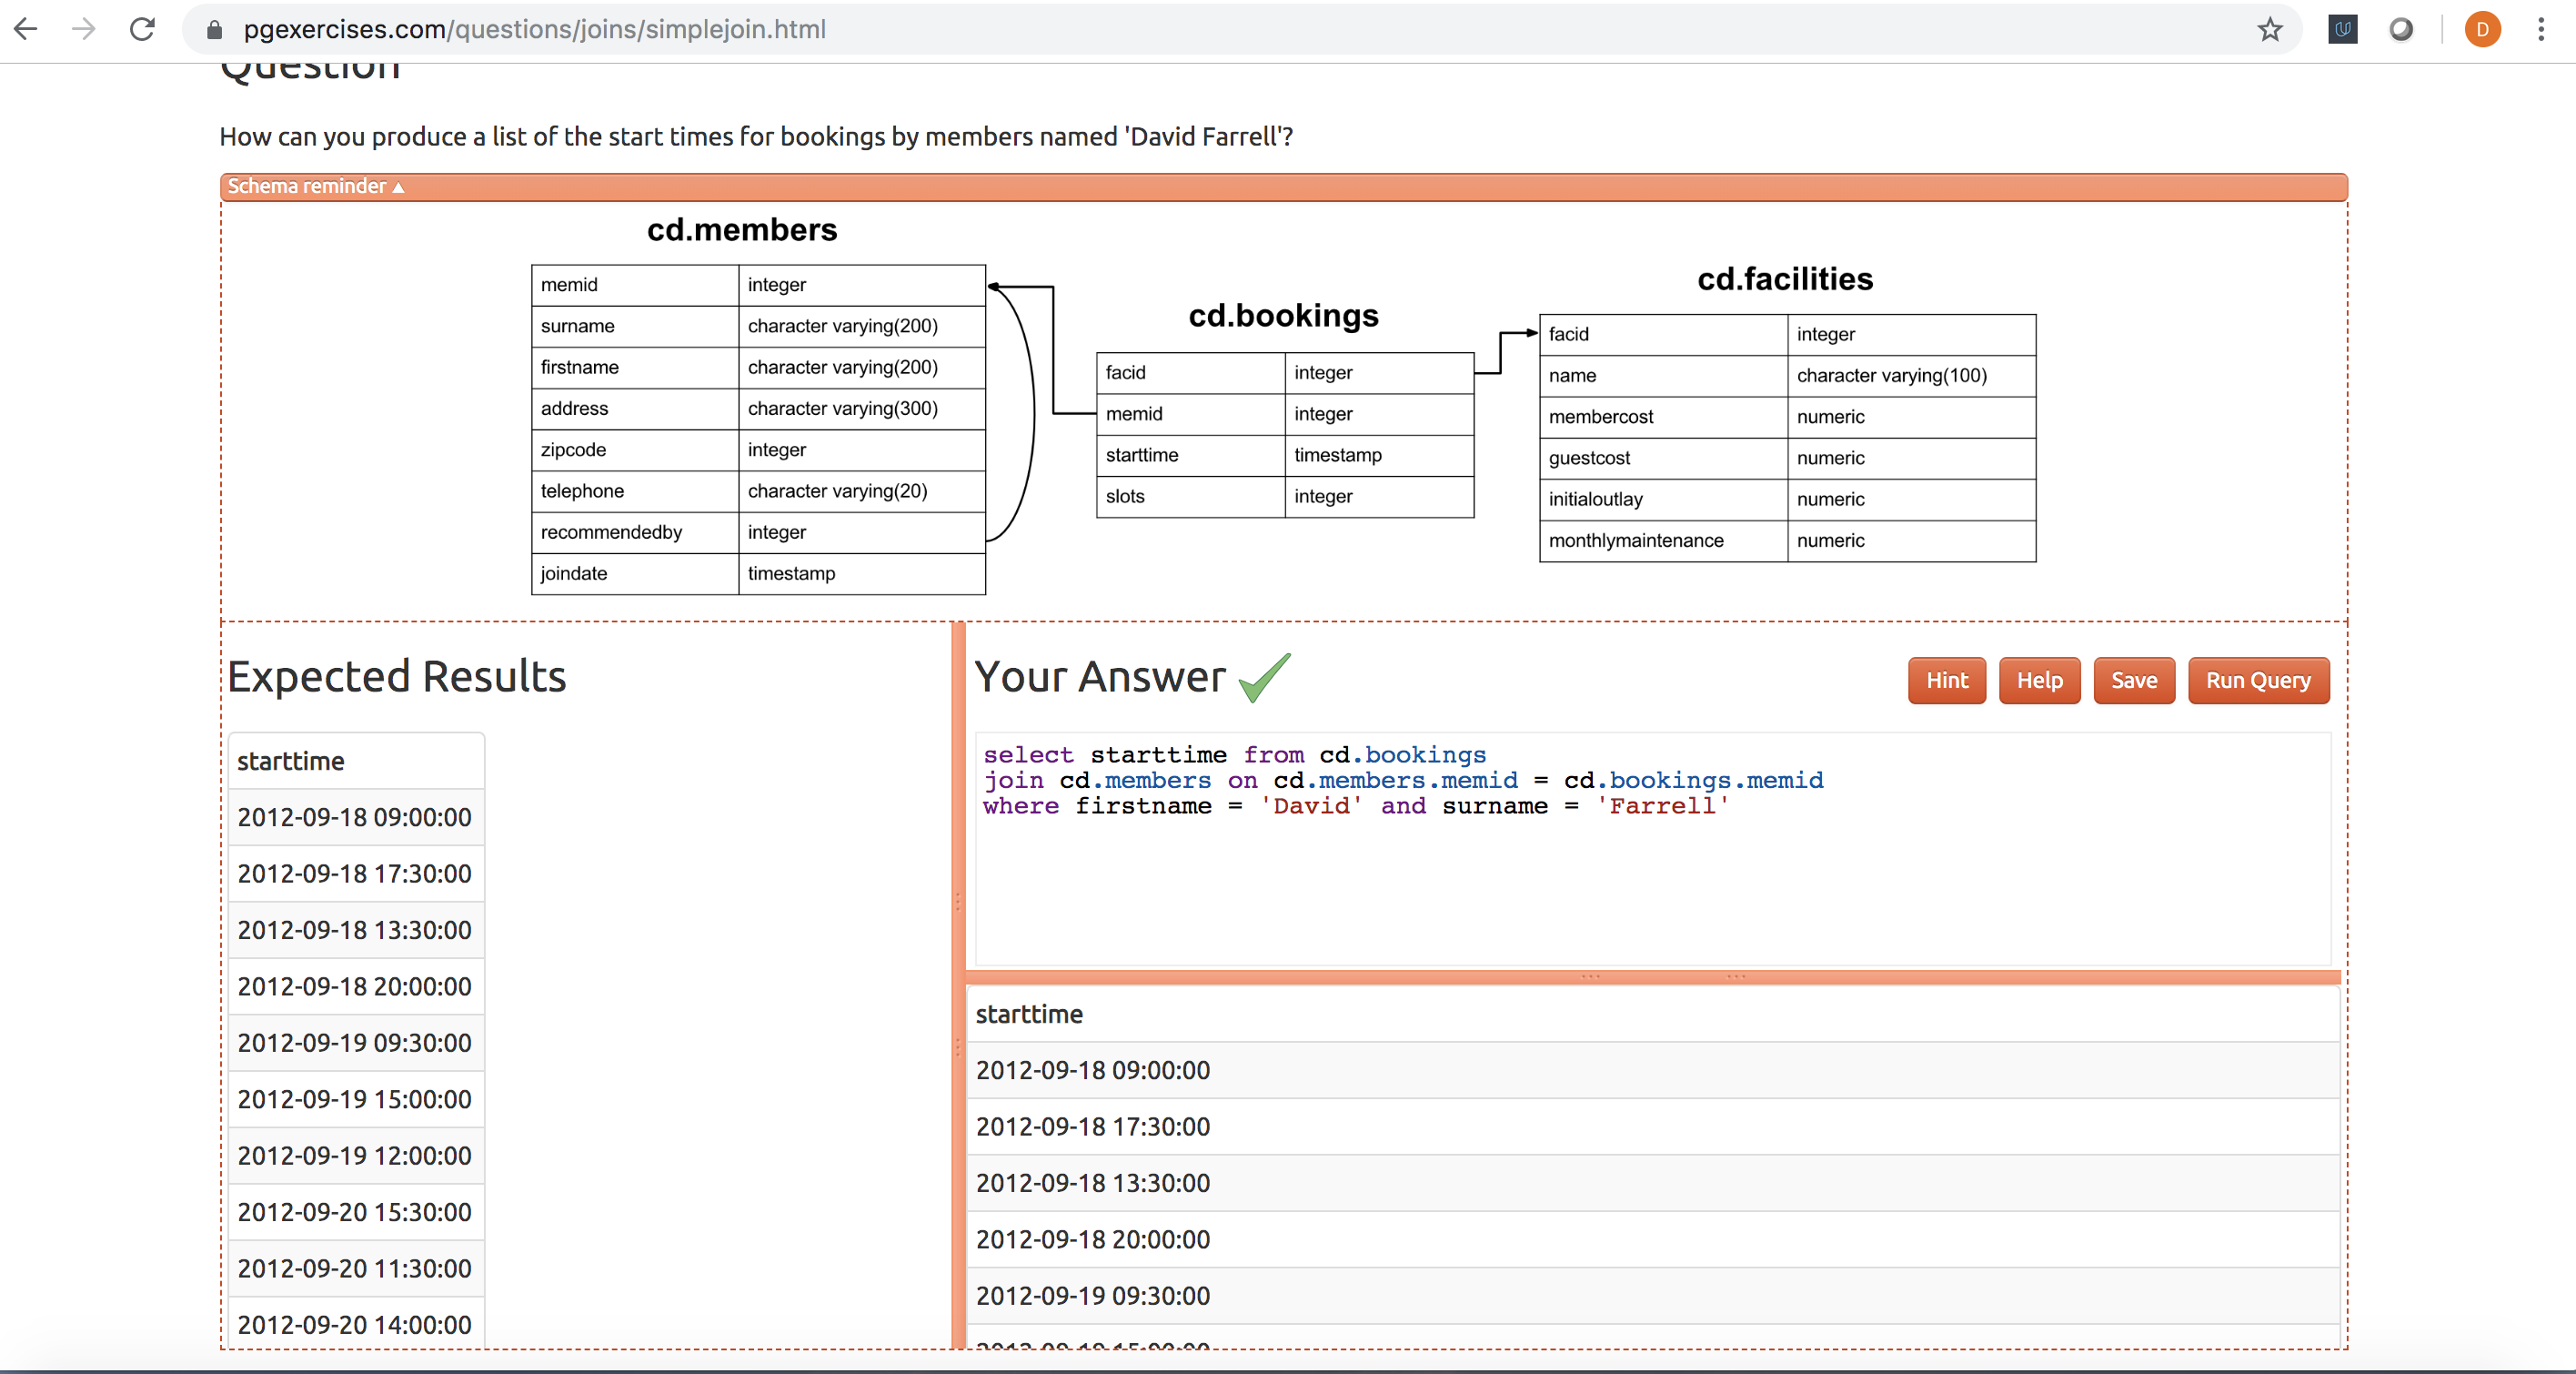 pgexercises.com/questions/joins/simplejoin.html
D
Question
How can you produce a list of the start times for bookings by members named 'David Farrell'?
Schema reminder ▲
cd.members
memid integer
surname character varying(200)
firstname character varying(200)
address character varying(300)
zipcode integer
telephone character varying(20)
recommendedby integer
joindate timestamp
cd.bookings
facid integer
memid integer
starttime timestamp
slots integer
cd.facilities
facid integer
name character varying(100)
membercost numeric
guestcost numeric
initialoutlay numeric
monthlymaintenance numeric
Expected Results
starttime
2012-09-18 09:00:00
2012-09-18 17:30:00
2012-09-18 13:30:00
2012-09-18 20:00:00
2012-09-19 09:30:00
2012-09-19 15:00:00
2012-09-19 12:00:00
2012-09-20 15:30:00
2012-09-20 11:30:00
2012-09-20 14:00:00
Your Answer
Hint Help Save Run Query
select starttime from cd.bookings
join cd.members on cd.members.memid = cd.bookings.memid
where firstname = 'David' and surname = 'Farrell'
starttime
2012-09-18 09:00:00
2012-09-18 17:30:00
2012-09-18 13:30:00
2012-09-18 20:00:00
2012-09-19 09:30:00
2012-09-19 15:00:00